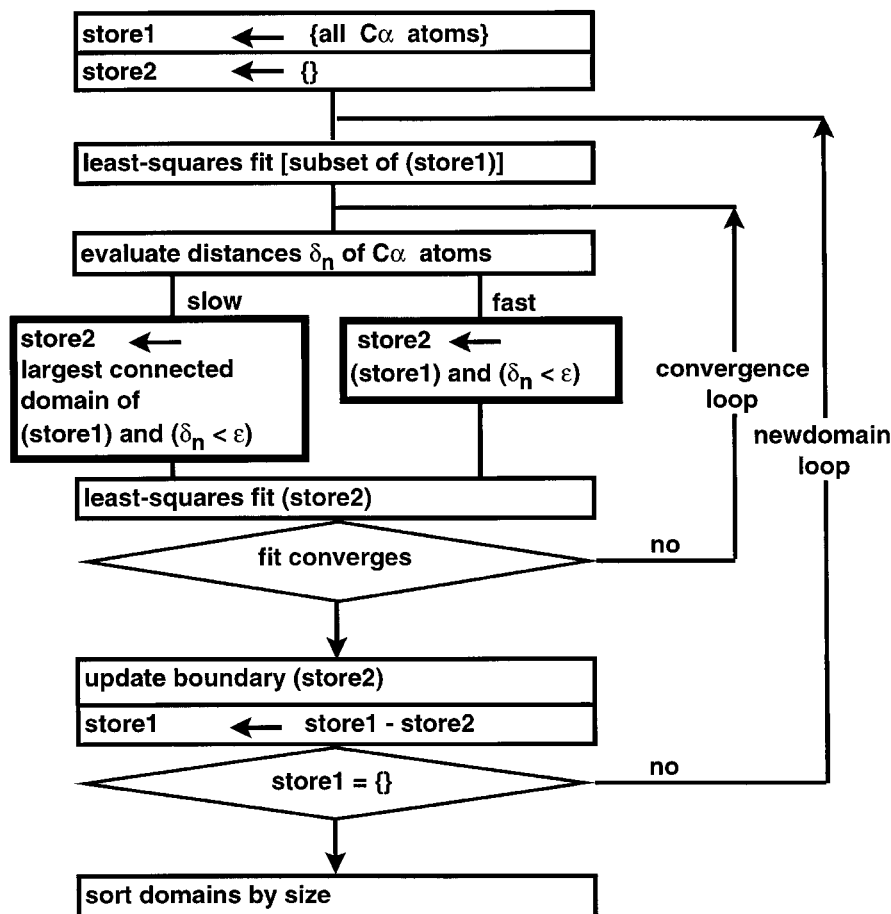 store1 ← {all Cα atoms}
store2 ← {}
least-squares fit [subset of (store1)]
evaluate distances δn of Cα atoms
slow
fast
store2 ←
largest connected
domain of
(store1) and (δn < ε)
store2 ←
(store1) and (δn < ε)
convergence
loop
newdomain
loop
least-squares fit (store2)
fit converges
no
update boundary (store2)
store1 ← store1 - store2
store1 = {}
no
sort domains by size